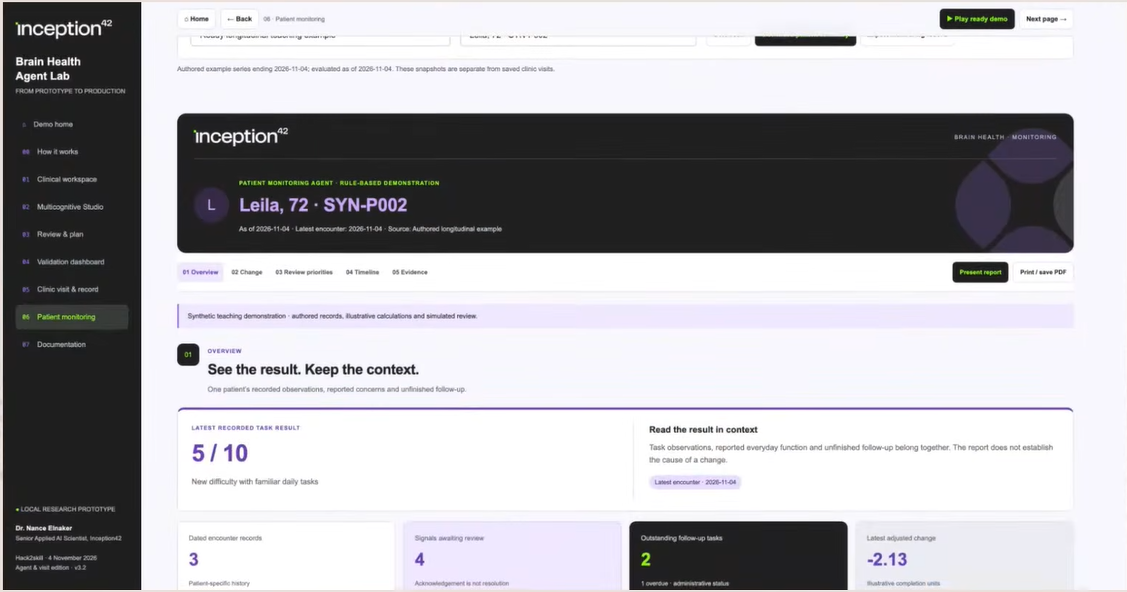 inception42
Brain Health
Agent Lab
FROM PROTOTYPE TO PRODUCTION
Demo home
00 How it works
01 Clinical workspace
02 Multicognitive Studio
03 Review & plan
04 Validation dashboard
05 Clinic visit & record
06 Patient monitoring
07 Documentation
LOCAL RESEARCH PROTOTYPE
Dr. Nance Elnaker
Senior Applied AI Scientist, Inception42
Hack2skill · 4 November 2026
Agent & visit edition · v3.2
⌂ Home
← Back
06 · Patient monitoring
▶ Play ready demo
Next page →
Ready longitudinal teaching example
Leila, 72 · SYN-P002
Authored example series ending 2026-11-04; evaluated as of 2026-11-04. These snapshots are separate from saved clinic visits.
inception42
BRAIN HEALTH · MONITORING
PATIENT MONITORING AGENT · RULE-BASED DEMONSTRATION
L
Leila, 72 · SYN-P002
As of 2026-11-04 · Latest encounter: 2026-11-04 · Source: Authored longitudinal example
01 Overview
02 Change
03 Review priorities
04 Timeline
05 Evidence
Present report
Print / save PDF
Synthetic teaching demonstration · authored records, illustrative calculations and simulated review.
01
OVERVIEW
See the result. Keep the context.
One patient's recorded observations, reported concerns and unfinished follow-up.
LATEST RECORDED TASK RESULT
5 / 10
New difficulty with familiar daily tasks
Read the result in context
Task observations, reported everyday function and unfinished follow-up belong together. The report does not establish
the cause of a change.
Latest encounter · 2026-11-04
Dated encounter records
3
Patient-specific history
Signals awaiting review
4
Acknowledgement is not resolution
Outstanding follow-up tasks
2
1 overdue · administrative status
Latest adjusted change
-2.13
Illustrative completion units